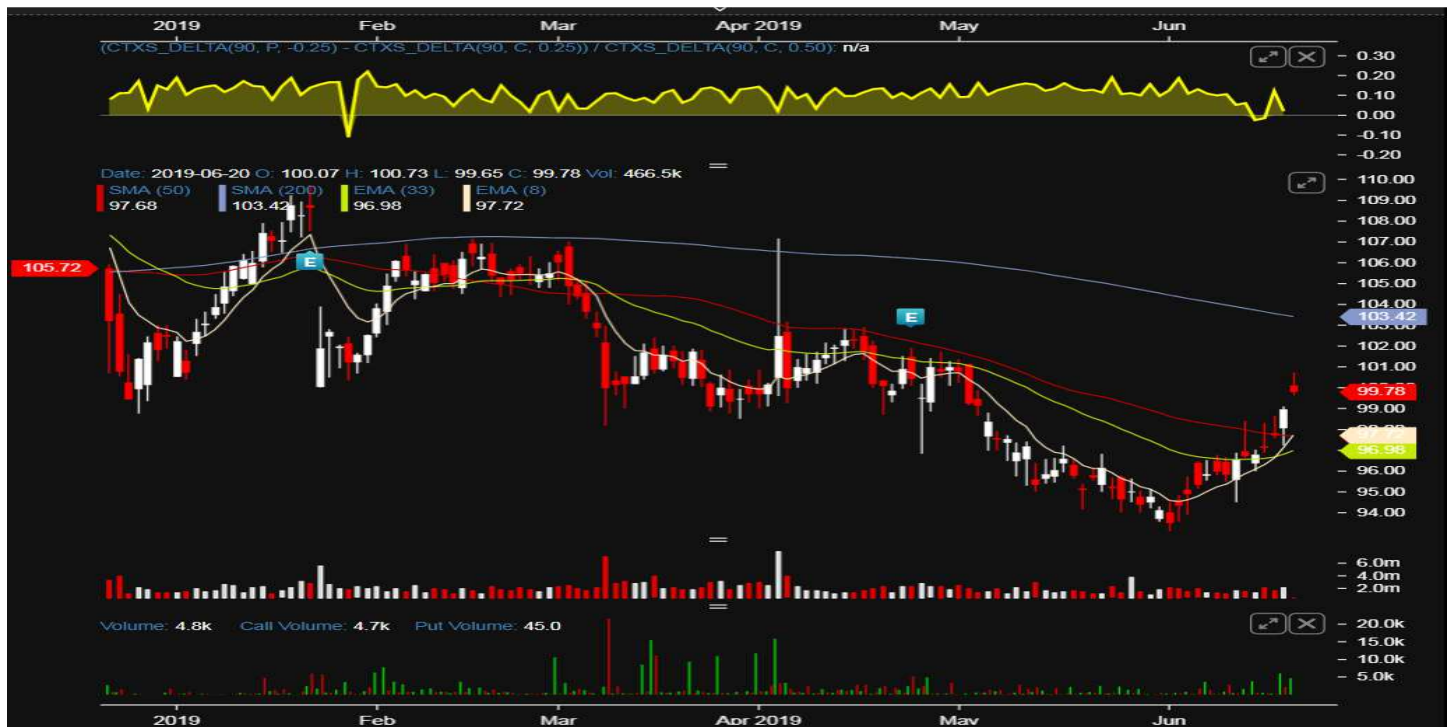 2019 Feb Mar Apr 2019 May Jun
(CTXS_DELTA(90, P, -0.25) - CTXS_DELTA(90, C, 0.25)) / CTXS_DELTA(90, C, 0.50): n/a
0.30
0.20
0.10
0.00
-0.10
-0.20
Date: 2019-06-20 O: 100.07 H: 100.73 L: 99.65 C: 99.78 Vol: 466.5k
SMA (50) SMA (200) EMA (33) EMA (8)
97.68 103.42 96.98 97.72
110.00
109.00
108.00
107.00
106.00
105.72
E
105.00
104.00
E
103.42
103.00
102.00
101.00
99.78
99.00
97.72
96.98
96.00
95.00
94.00
6.0m
4.0m
2.0m
Volume: 4.8k Call Volume: 4.7k Put Volume: 45.0
20.0k
15.0k
10.0k
5.0k
2019 Feb Mar Apr 2019 May Jun